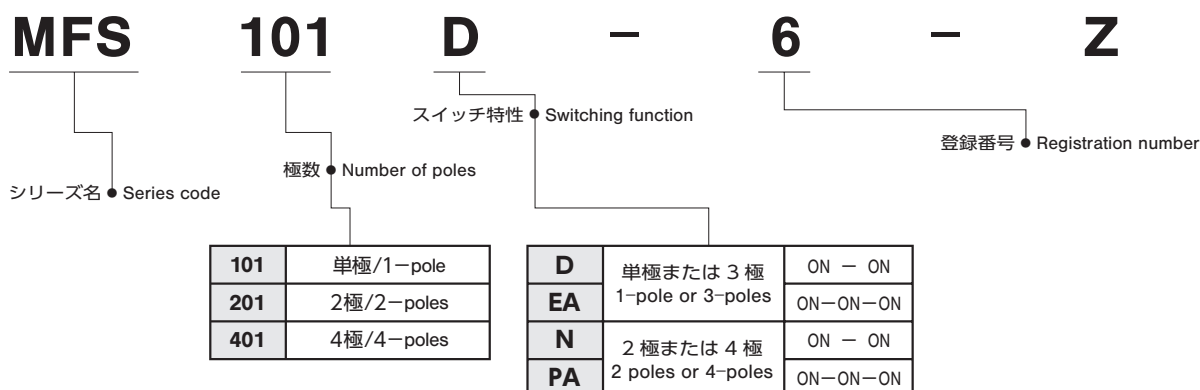 MFS 101 D - 6 - Z
スイッチ特性 ● Switching function
登録番号 ● Registration number
極数 ● Number of poles
シリーズ名 ● Series code
101 単極/1-pole
201 2極/2-poles
401 4極/4-poles
D 単極または 3 極 ON - ON
EA 1-pole or 3-poles ON-ON-ON
N 2 極または 4 極 ON - ON
PA 2 poles or 4-poles ON-ON-ON